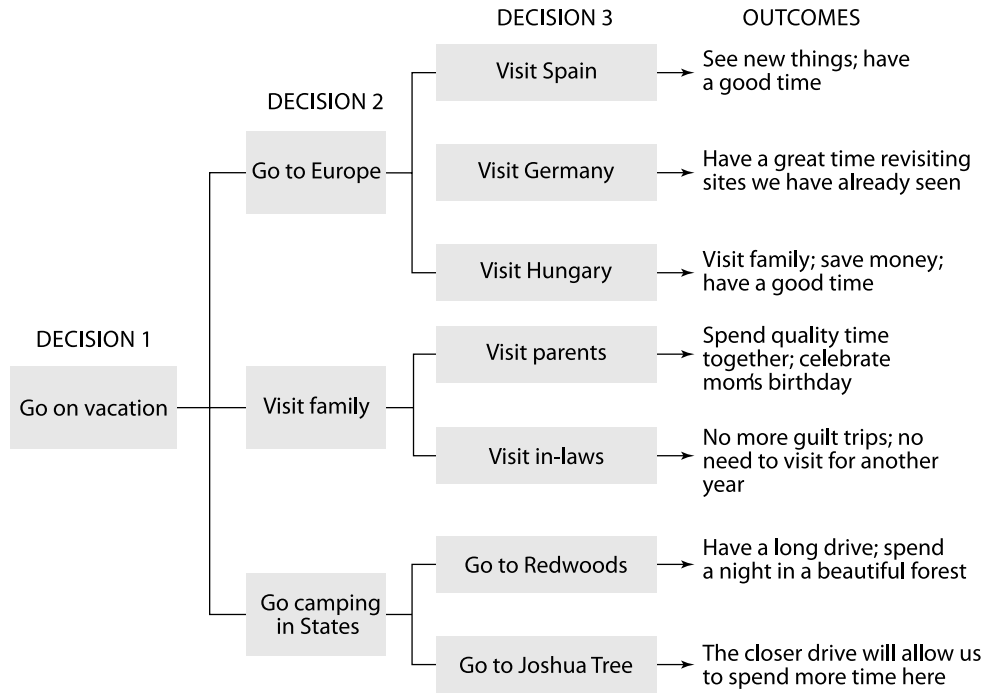 DECISION 3
OUTCOMES
Visit Spain
See new things; have
a good time
DECISION 2
Go to Europe
Visit Germany
Have a great time revisiting
sites we have already seen
Visit Hungary
Visit family; save money;
have a good time
DECISION 1
Go on vacation
Visit family
Visit parents
Spend quality time
together; celebrate
mom's birthday
Visit in-laws
No more guilt trips; no
need to visit for another
year
Go camping
in States
Go to Redwoods
Have a long drive; spend
a night in a beautiful forest
Go to Joshua Tree
The closer drive will allow us
to spend more time here